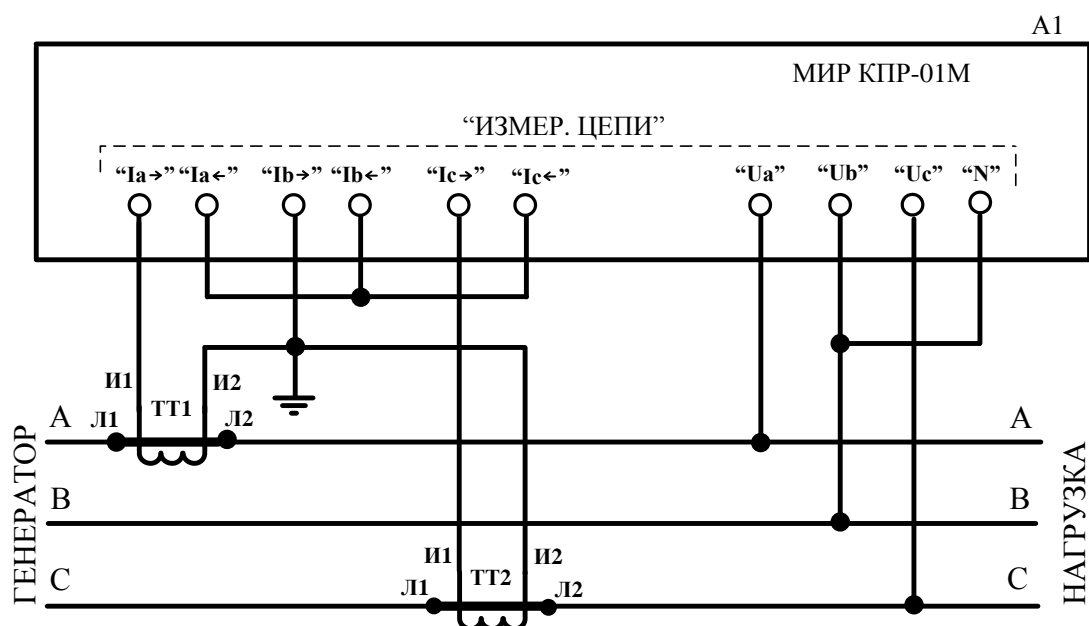 А1
МИР КПР-01М
“ИЗМЕР. ЦЕПИ”
“Ia→” “Ia←” “Ib→” “Ib←” “Ic→” “Ic←” “Ua” “Ub” “Uc” “N”
И1 И2
ТТ1
А Л1 Л2 А
В В
И1 ТТ2 И2
С Л1 Л2 С
ГЕНЕРАТОР
НАГРУЗКА